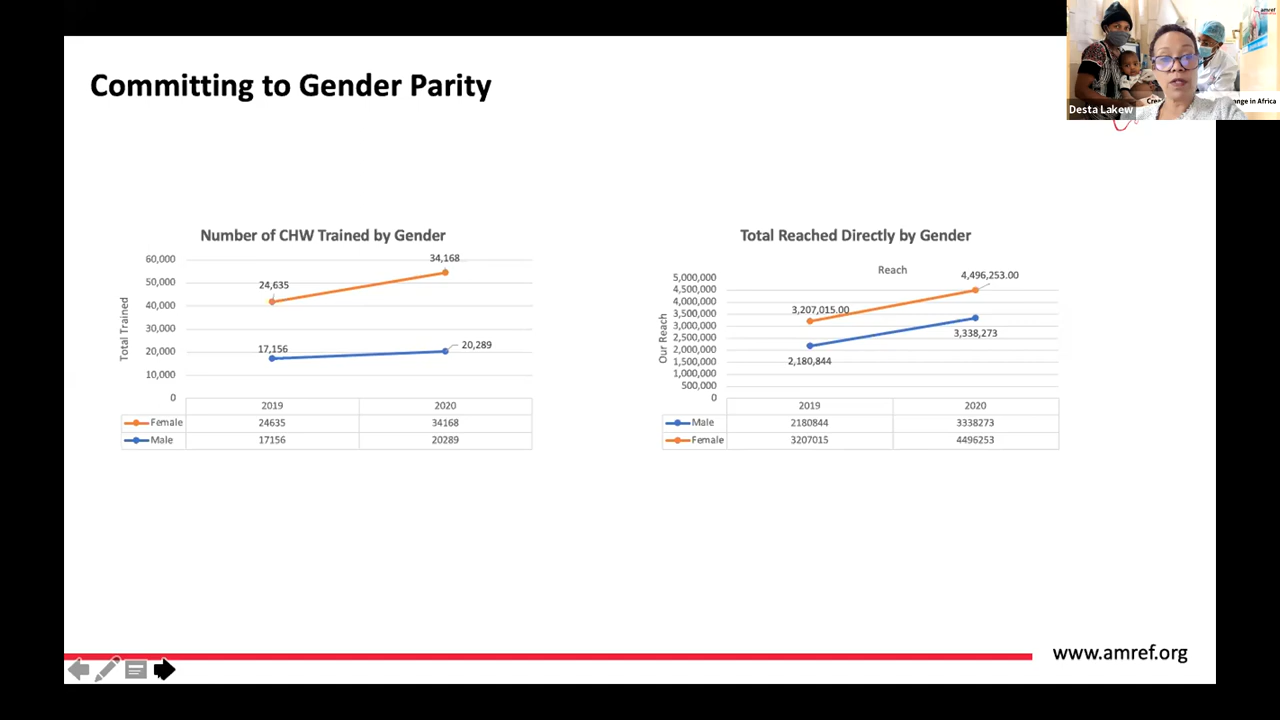 Committing to Gender Parity
amref
Desta Lakew
ange in Africa
Number of CHW Trained by Gender
60,000
50,000
40,000
30,000
20,000
10,000
0
Total Trained
24,635
34,168
17,156
20,289
2019 2020
Female 24635 34168
Male 17156 20289
Total Reached Directly by Gender
Reach
5,000,000
4,500,000
4,000,000
3,500,000
3,000,000
2,500,000
2,000,000
1,500,000
1,000,000
500,000
0
Our Reach
3,207,015.00
4,496,253.00
2,180,844
3,338,273
2019 2020
Male 2180844 3338273
Female 3207015 4496253
www.amref.org